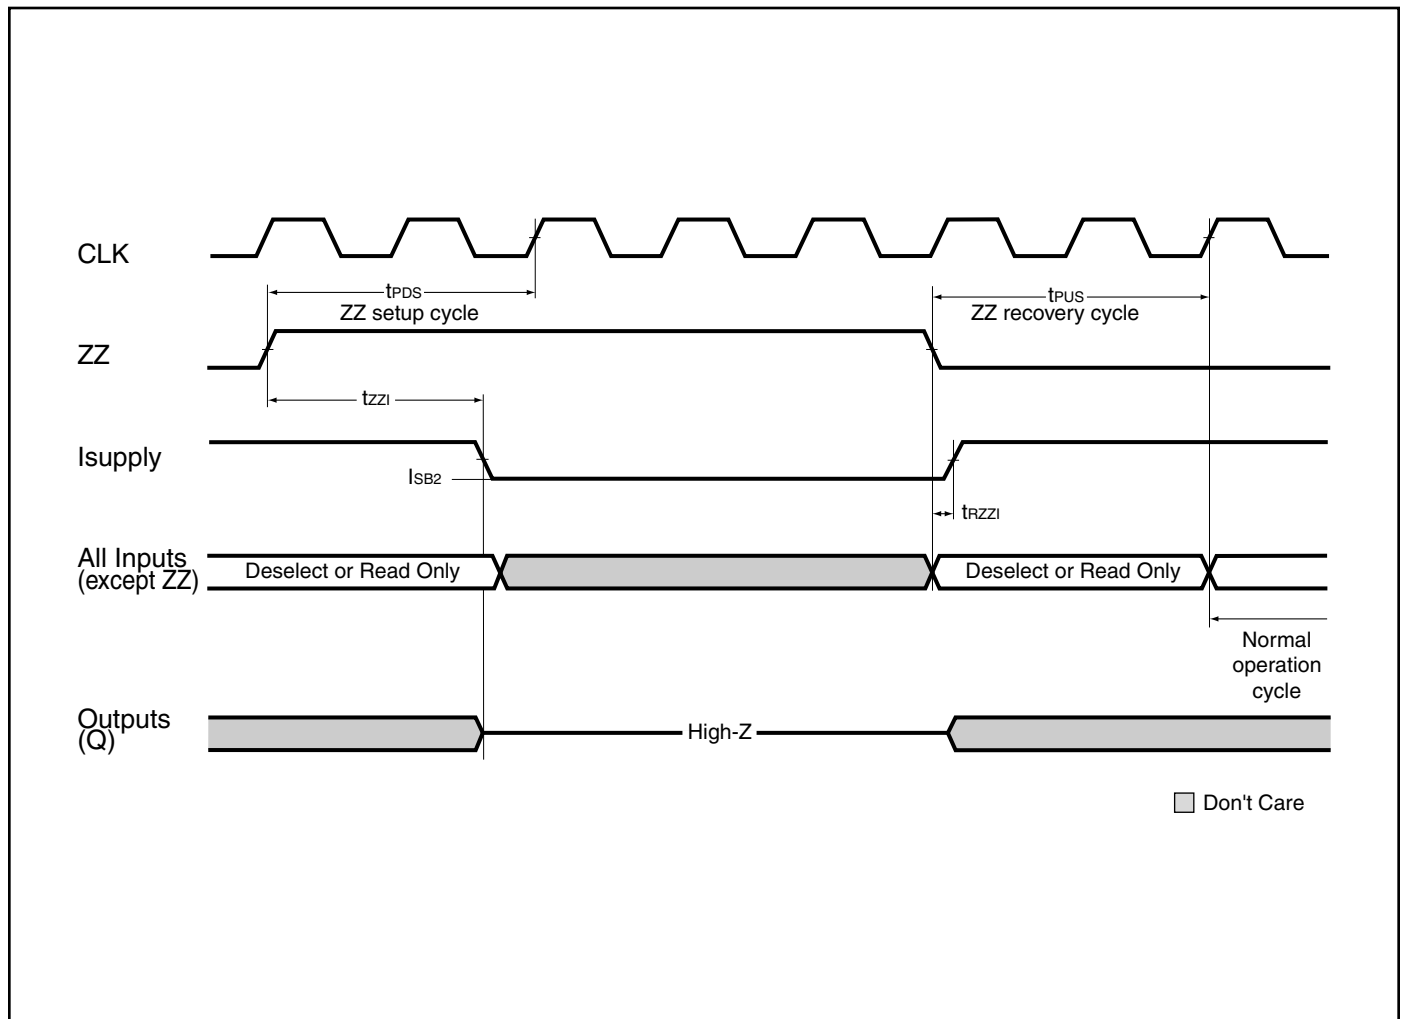 CLK
tPDS
ZZ setup cycle
tPUS
ZZ recovery cycle
ZZ
tZZI
Isupply
ISB2
tRZZI
All Inputs
(except ZZ)
Deselect or Read Only
Deselect or Read Only
Normal
operation
cycle
Outputs
(Q)
High-Z
Don't Care